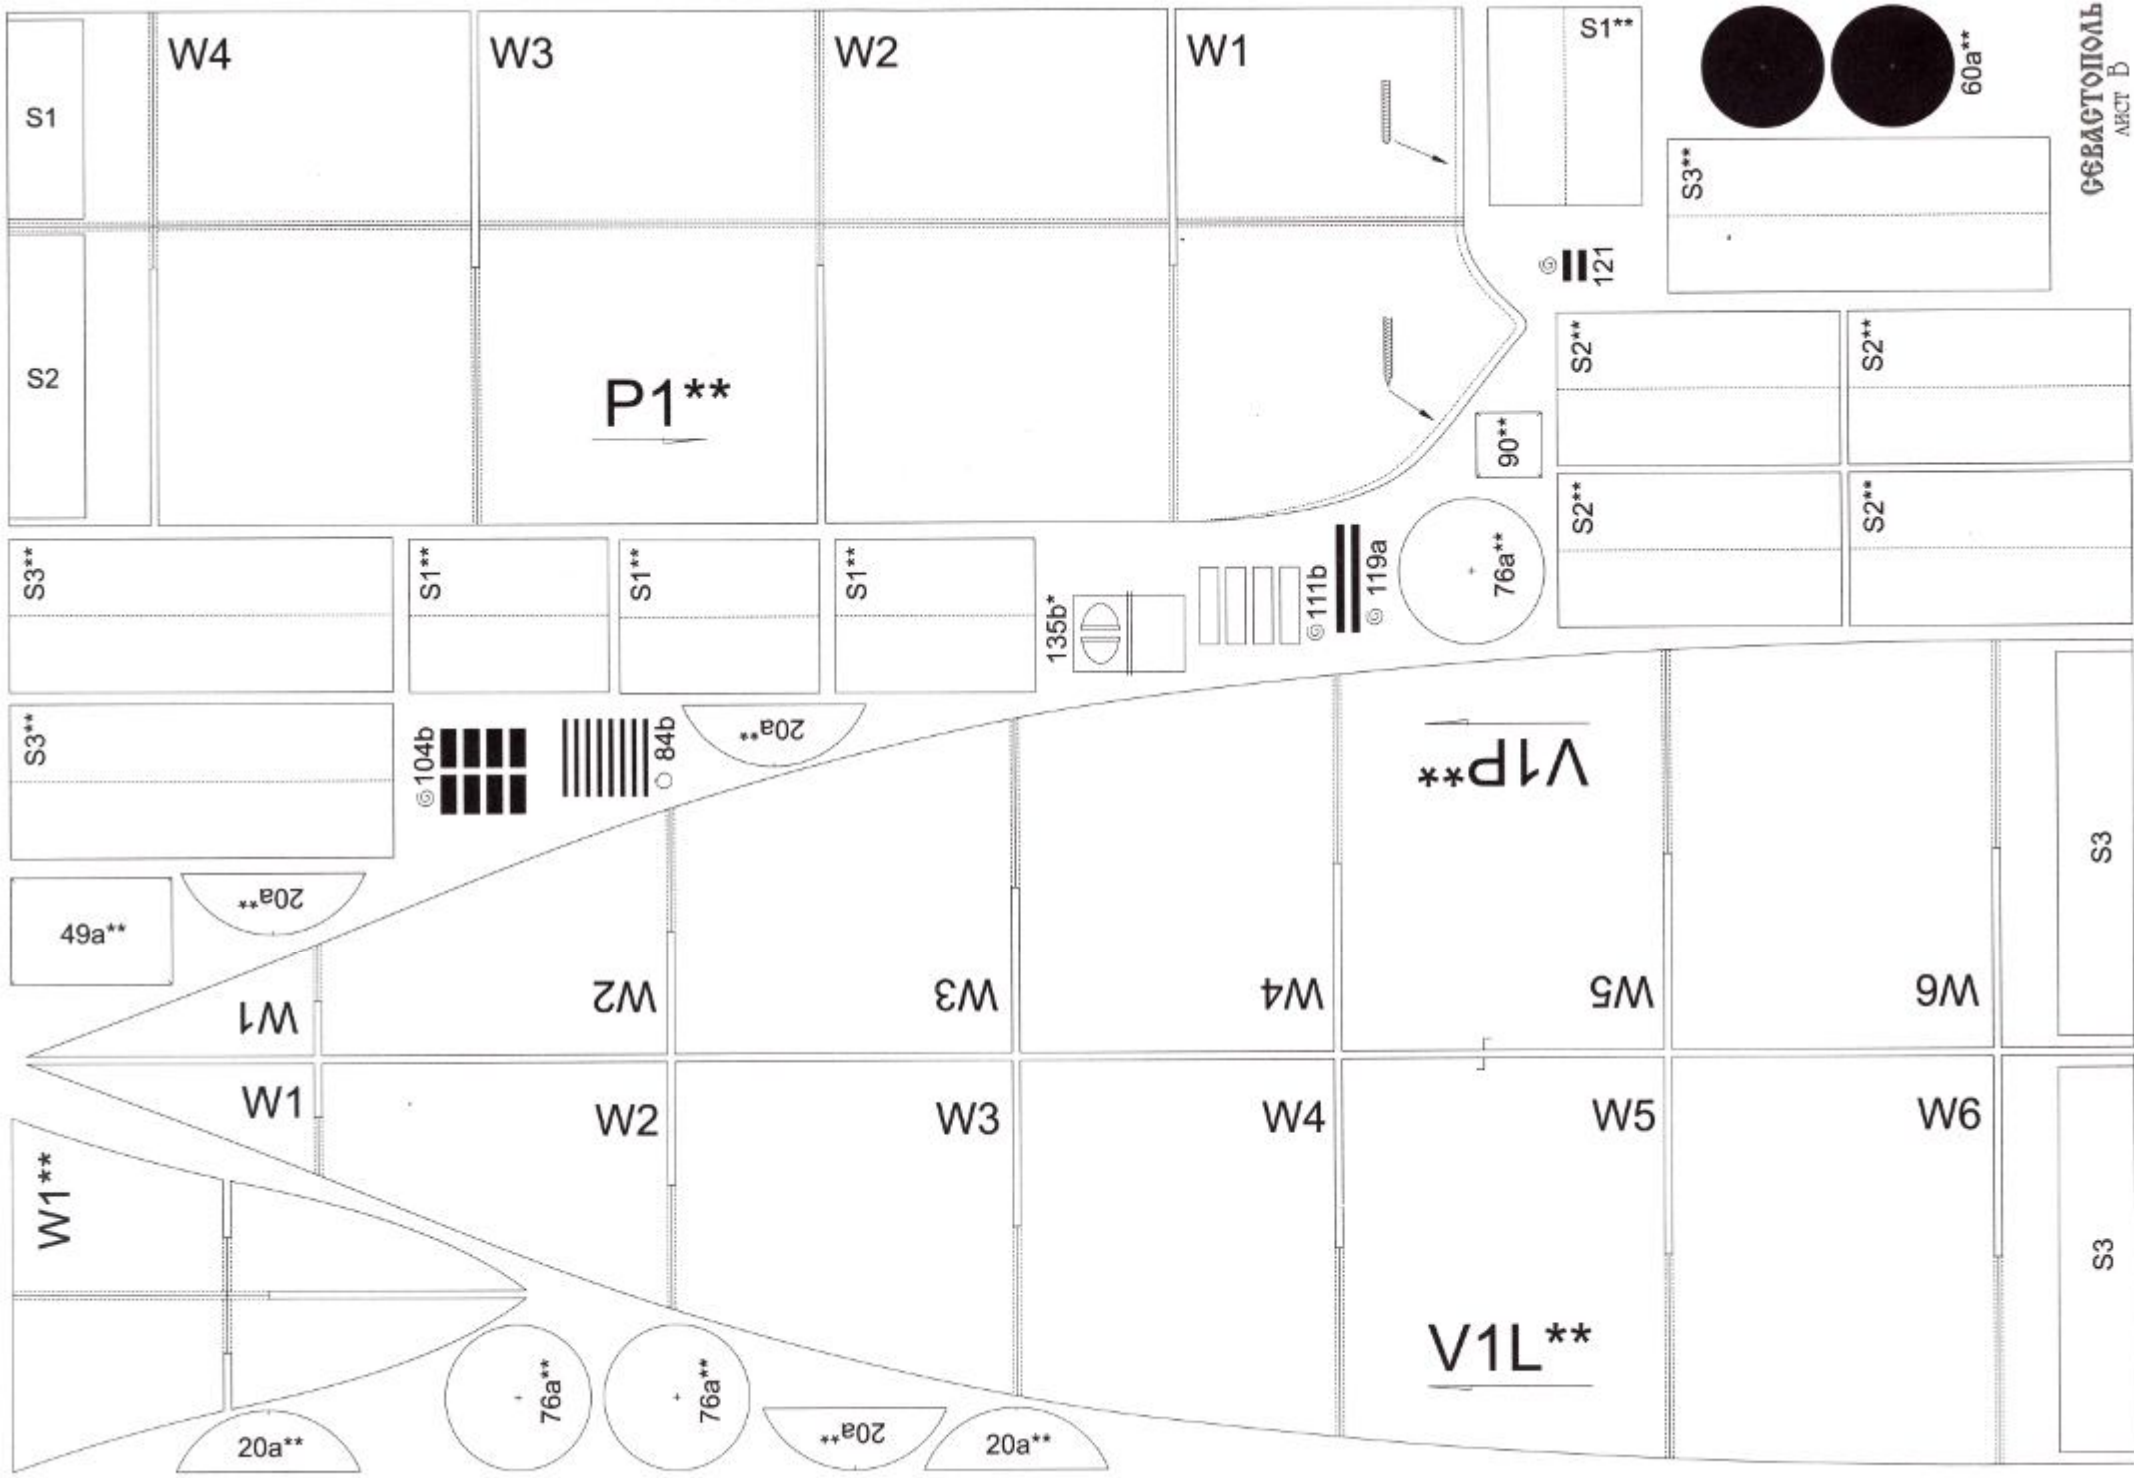 W4
W3
W2
W1
S1**
60a**
СЕВАСТОПОЛЬ
ЛИСТ В
S1
S3**
121
S2
P1**
S2**
S2**
90**
S2**
S2**
S3**
S1**
S1**
S1**
135b*
111b
119a
76a**
S3**
104b
84b
20a**
V1P**
S3
49a**
20a**
W1
W2
W3
W4
W5
W6
W1
W2
W3
W4
W5
W6
W1**
S3
V1L**
76a**
76a**
20a**
20a**
20a**